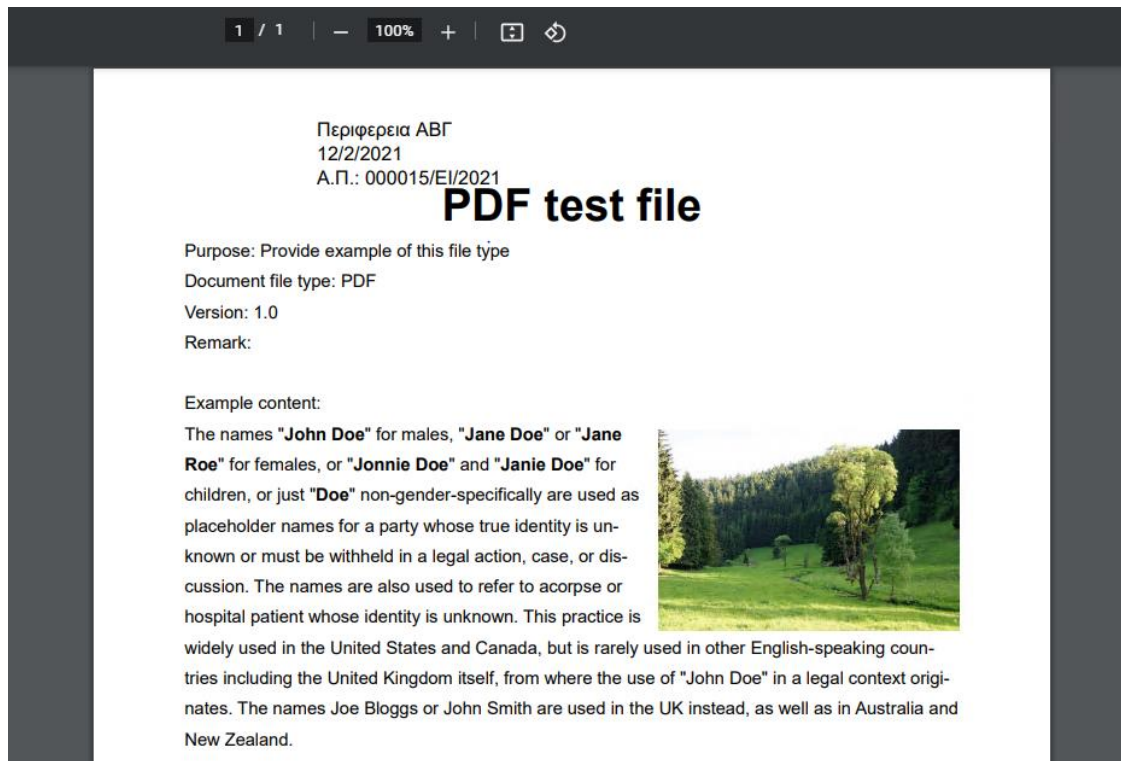 1 / 1 100%
Περιφερεια ΑΒΓ
12/2/2021
Α.Π.: 000015/ΕΙ/2021
PDF test file
Purpose: Provide example of this file type
Document file type: PDF
Version: 1.0
Remark:
Example content:
The names "John Doe" for males, "Jane Doe" or "Jane
Roe" for females, or "Jonnie Doe" and "Janie Doe" for
children, or just "Doe" non-gender-specifically are used as
placeholder names for a party whose true identity is un-
known or must be withheld in a legal action, case, or dis-
cussion. The names are also used to refer to acorpse or
hospital patient whose identity is unknown. This practice is
widely used in the United States and Canada, but is rarely used in other English-speaking coun-
tries including the United Kingdom itself, from where the use of "John Doe" in a legal context origi-
nates. The names Joe Bloggs or John Smith are used in the UK instead, as well as in Australia and
New Zealand.